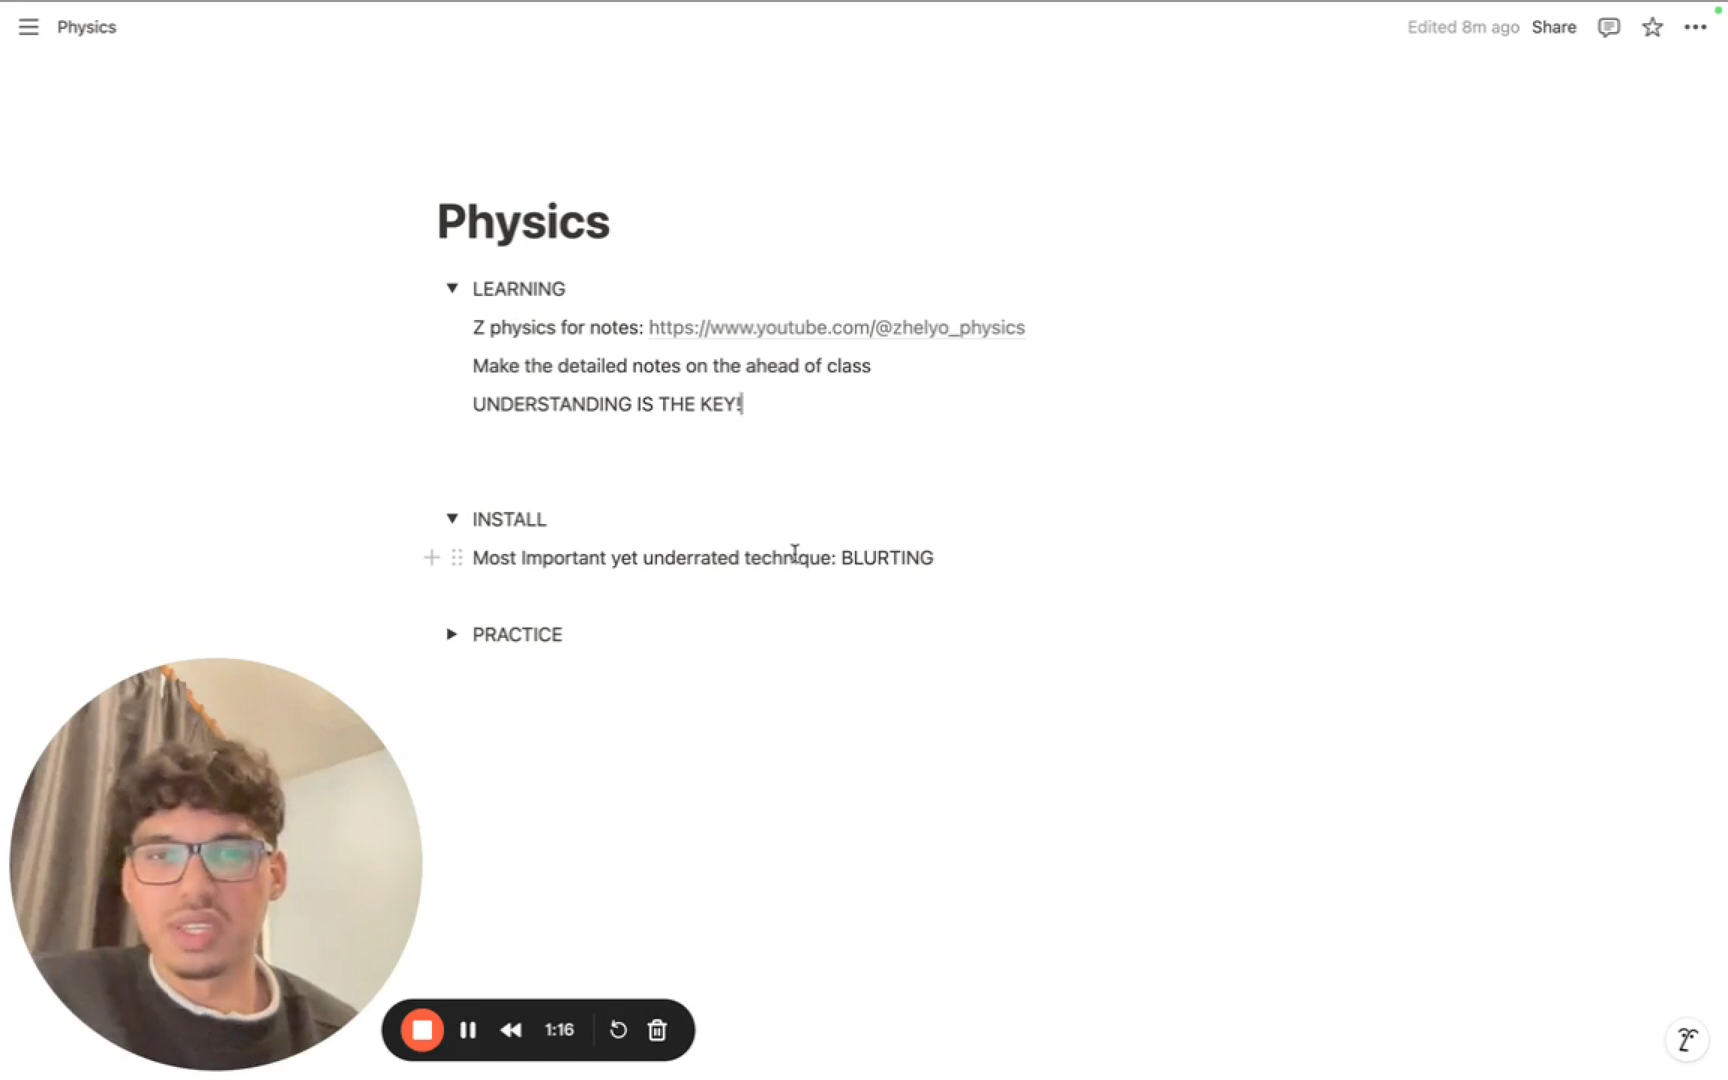 Physics
Edited 8m ago Share
Physics
LEARNING
Z physics for notes: https://www.youtube.com/@zhelyo_physics
Make the detailed notes on the ahead of class
UNDERSTANDING IS THE KEY!
INSTALL
Most Important yet underrated technique: BLURTING
PRACTICE
1:16